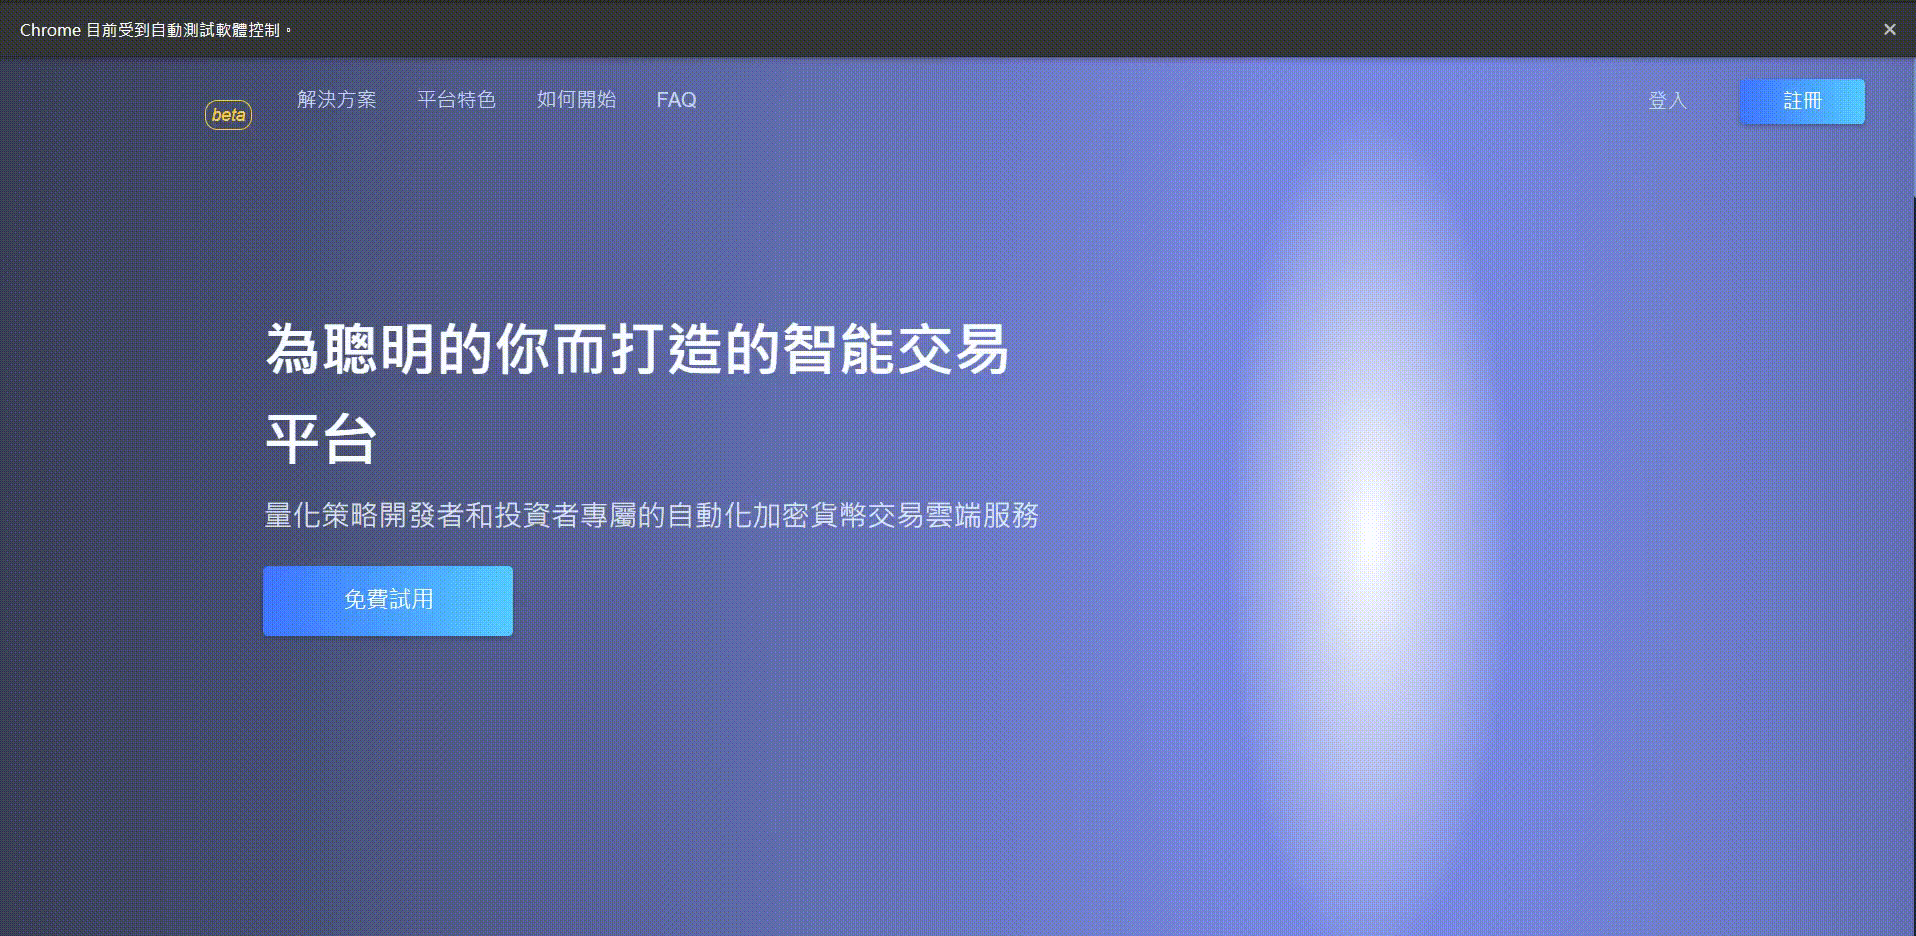 Chrome 目前受到自動測試軟體控制。
beta
解決方案 平台特色 如何開始 FAQ 登入 註冊
為聰明的你而打造的智能交易
平台
量化策略開發者和投資者專屬的自動化加密貨幣交易雲端服務
免費試用